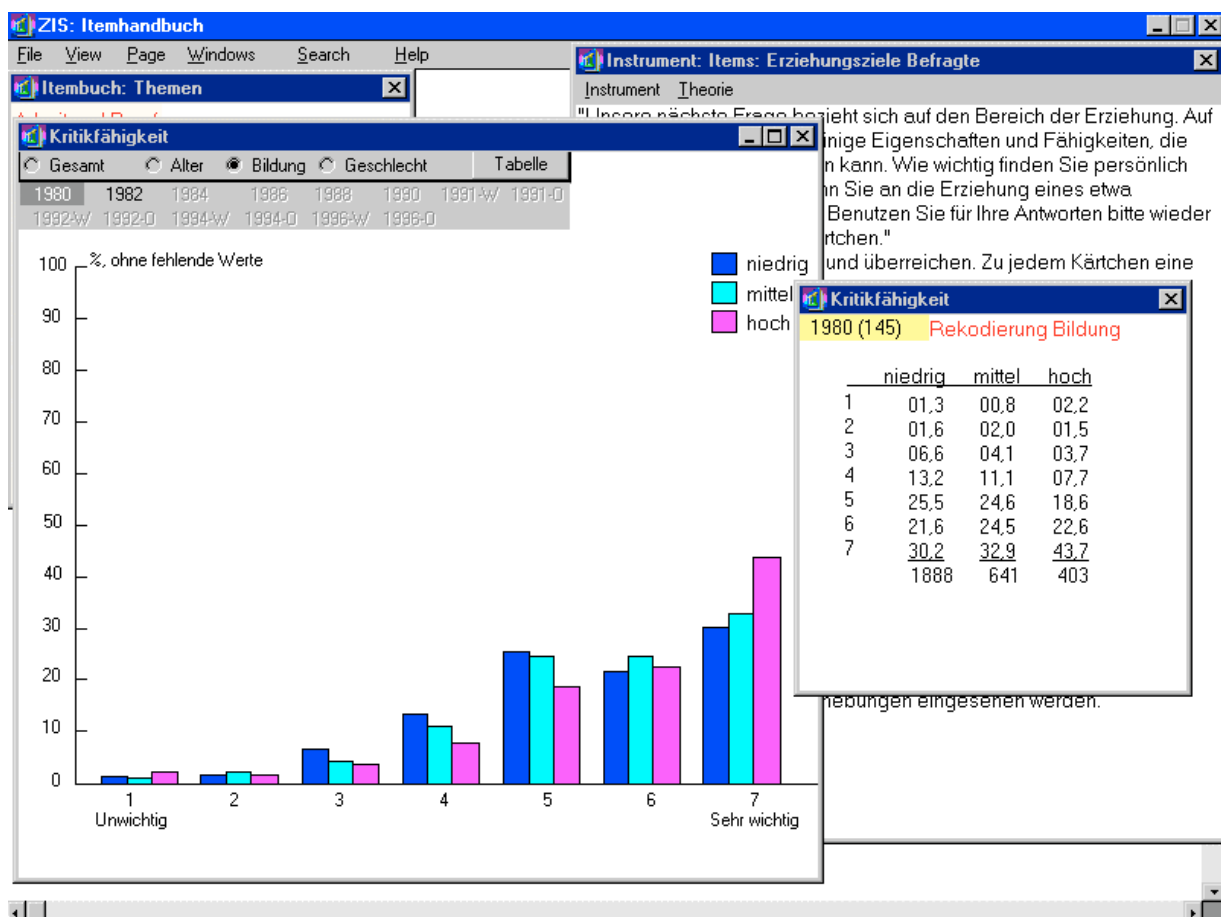 ZIS: Itemhandbuch
File View Page Windows Search Help
Itembuch: Themen
Kritikfähigkeit
Gesamt Alter Bildung Geschlecht Tabelle
1980 1982 1984 1986 1988 1990 1991-W 1991-O
1992-W 1992-O 1994-W 1994-O 1996-W 1996-O
%, ohne fehlende Werte
100
90
80
70
60
50
40
30
20
10
0
niedrig
mittel
hoch
1 2 3 4 5 6 7
Unwichtig Sehr wichtig
Instrument: Items: Erziehungsziele Befragte
Instrument Theorie
"Unsere nächste Frage bezieht sich auf den Bereich der Erziehung. Auf
inige Eigenschaften und Fähigkeiten, die
n kann. Wie wichtig finden Sie persönlich
nn Sie an die Erziehung eines etwa
Benutzen Sie für Ihre Antworten bitte wieder
rtchen."
und überreichen. Zu jedem Kärtchen eine
Kritikfähigkeit
1980 (145) Rekodierung Bildung
niedrig mittel hoch
1 01,3 00,8 02,2
2 01,6 02,0 01,5
3 06,6 04,1 03,7
4 13,2 11,1 07,7
5 25,5 24,6 18,6
6 21,6 24,5 22,6
7 30,2 32,9 43,7
1888 641 403
hebungen eingesehen werden.